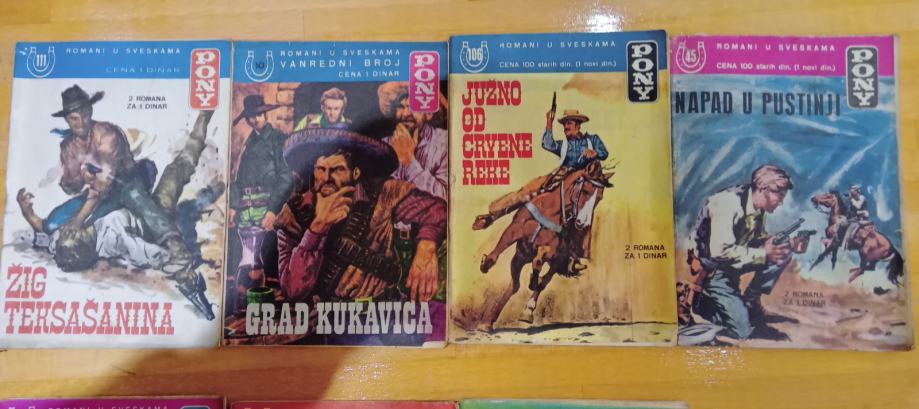 111
ROMANI U SVESKAMA
CENA 1 DINAR
PONY
2 ROMANA
ZA 1 DINAR
ŽIG
TEKSAŠANINA
10
ROMANI U SVESKAMA
VANREDNI BROJ
CENA 1 DINAR
PONY
GRAD KUKAVICA
106
ROMANI U SVESKAMA
CENA 100 starih din. (1 novi din.)
PONY
JUŽNO
OD
CRVENE
REKE
2 ROMANA
ZA 1 DINAR
45
ROMANI U SVESKAMA
CENA 100 starih din. (1 novi din.)
PONY
NAPAD U PUSTINJI
2 ROMANA
ZA 1 DINAR
ROMANI U SVESKAMA